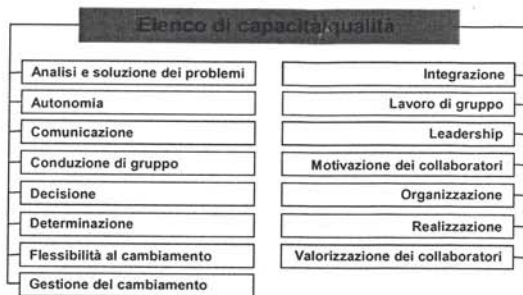 Elenco di capacità/qualità
Analisi e soluzione dei problemi
Autonomia
Comunicazione
Conduzione di gruppo
Decisione
Determinazione
Flessibilità al cambiamento
Gestione del cambiamento
Integrazione
Lavoro di gruppo
Leadership
Motivazione dei collaboratori
Organizzazione
Realizzazione
Valorizzazione dei collaboratori